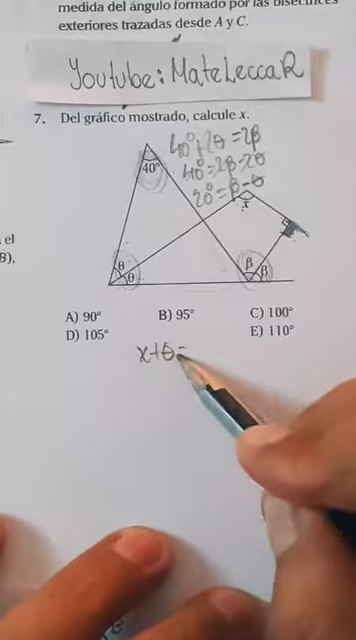 medida del ángulo formado por las bisectrices
exteriores trazadas desde A y C.
Youtube: MateLeccaR
7. Del gráfico mostrado, calcule x.
40°+2θ=2β
40°=2β-2θ
20°=β-θ
40°
x
el
B),
θ
θ
β
β
A) 90°
B) 95°
C) 100°
D) 105°
E) 110°
x+θ=